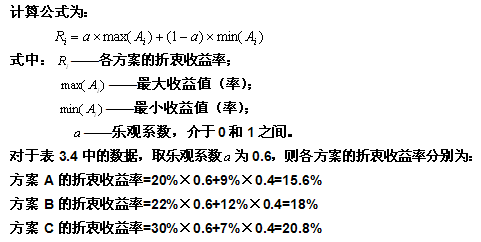 计算公式为：
R_i = a × max(A_i) + (1 − a) × min(A_i)
式中： R_i ——各方案的折衷收益率；
max(A_i) ——最大收益值（率）；
min(A_i) ——最小收益值（率）；
a ——乐观系数，介于 0 和 1 之间。
对于表 3.4 中的数据，取乐观系数 a 为 0.6，则各方案的折衷收益率分别为：
方案 A 的折衷收益率=20%×0.6+9%×0.4=15.6%
方案 B 的折衷收益率=22%×0.6+12%×0.4=18%
方案 C 的折衷收益率=30%×0.6+7%×0.4=20.8%